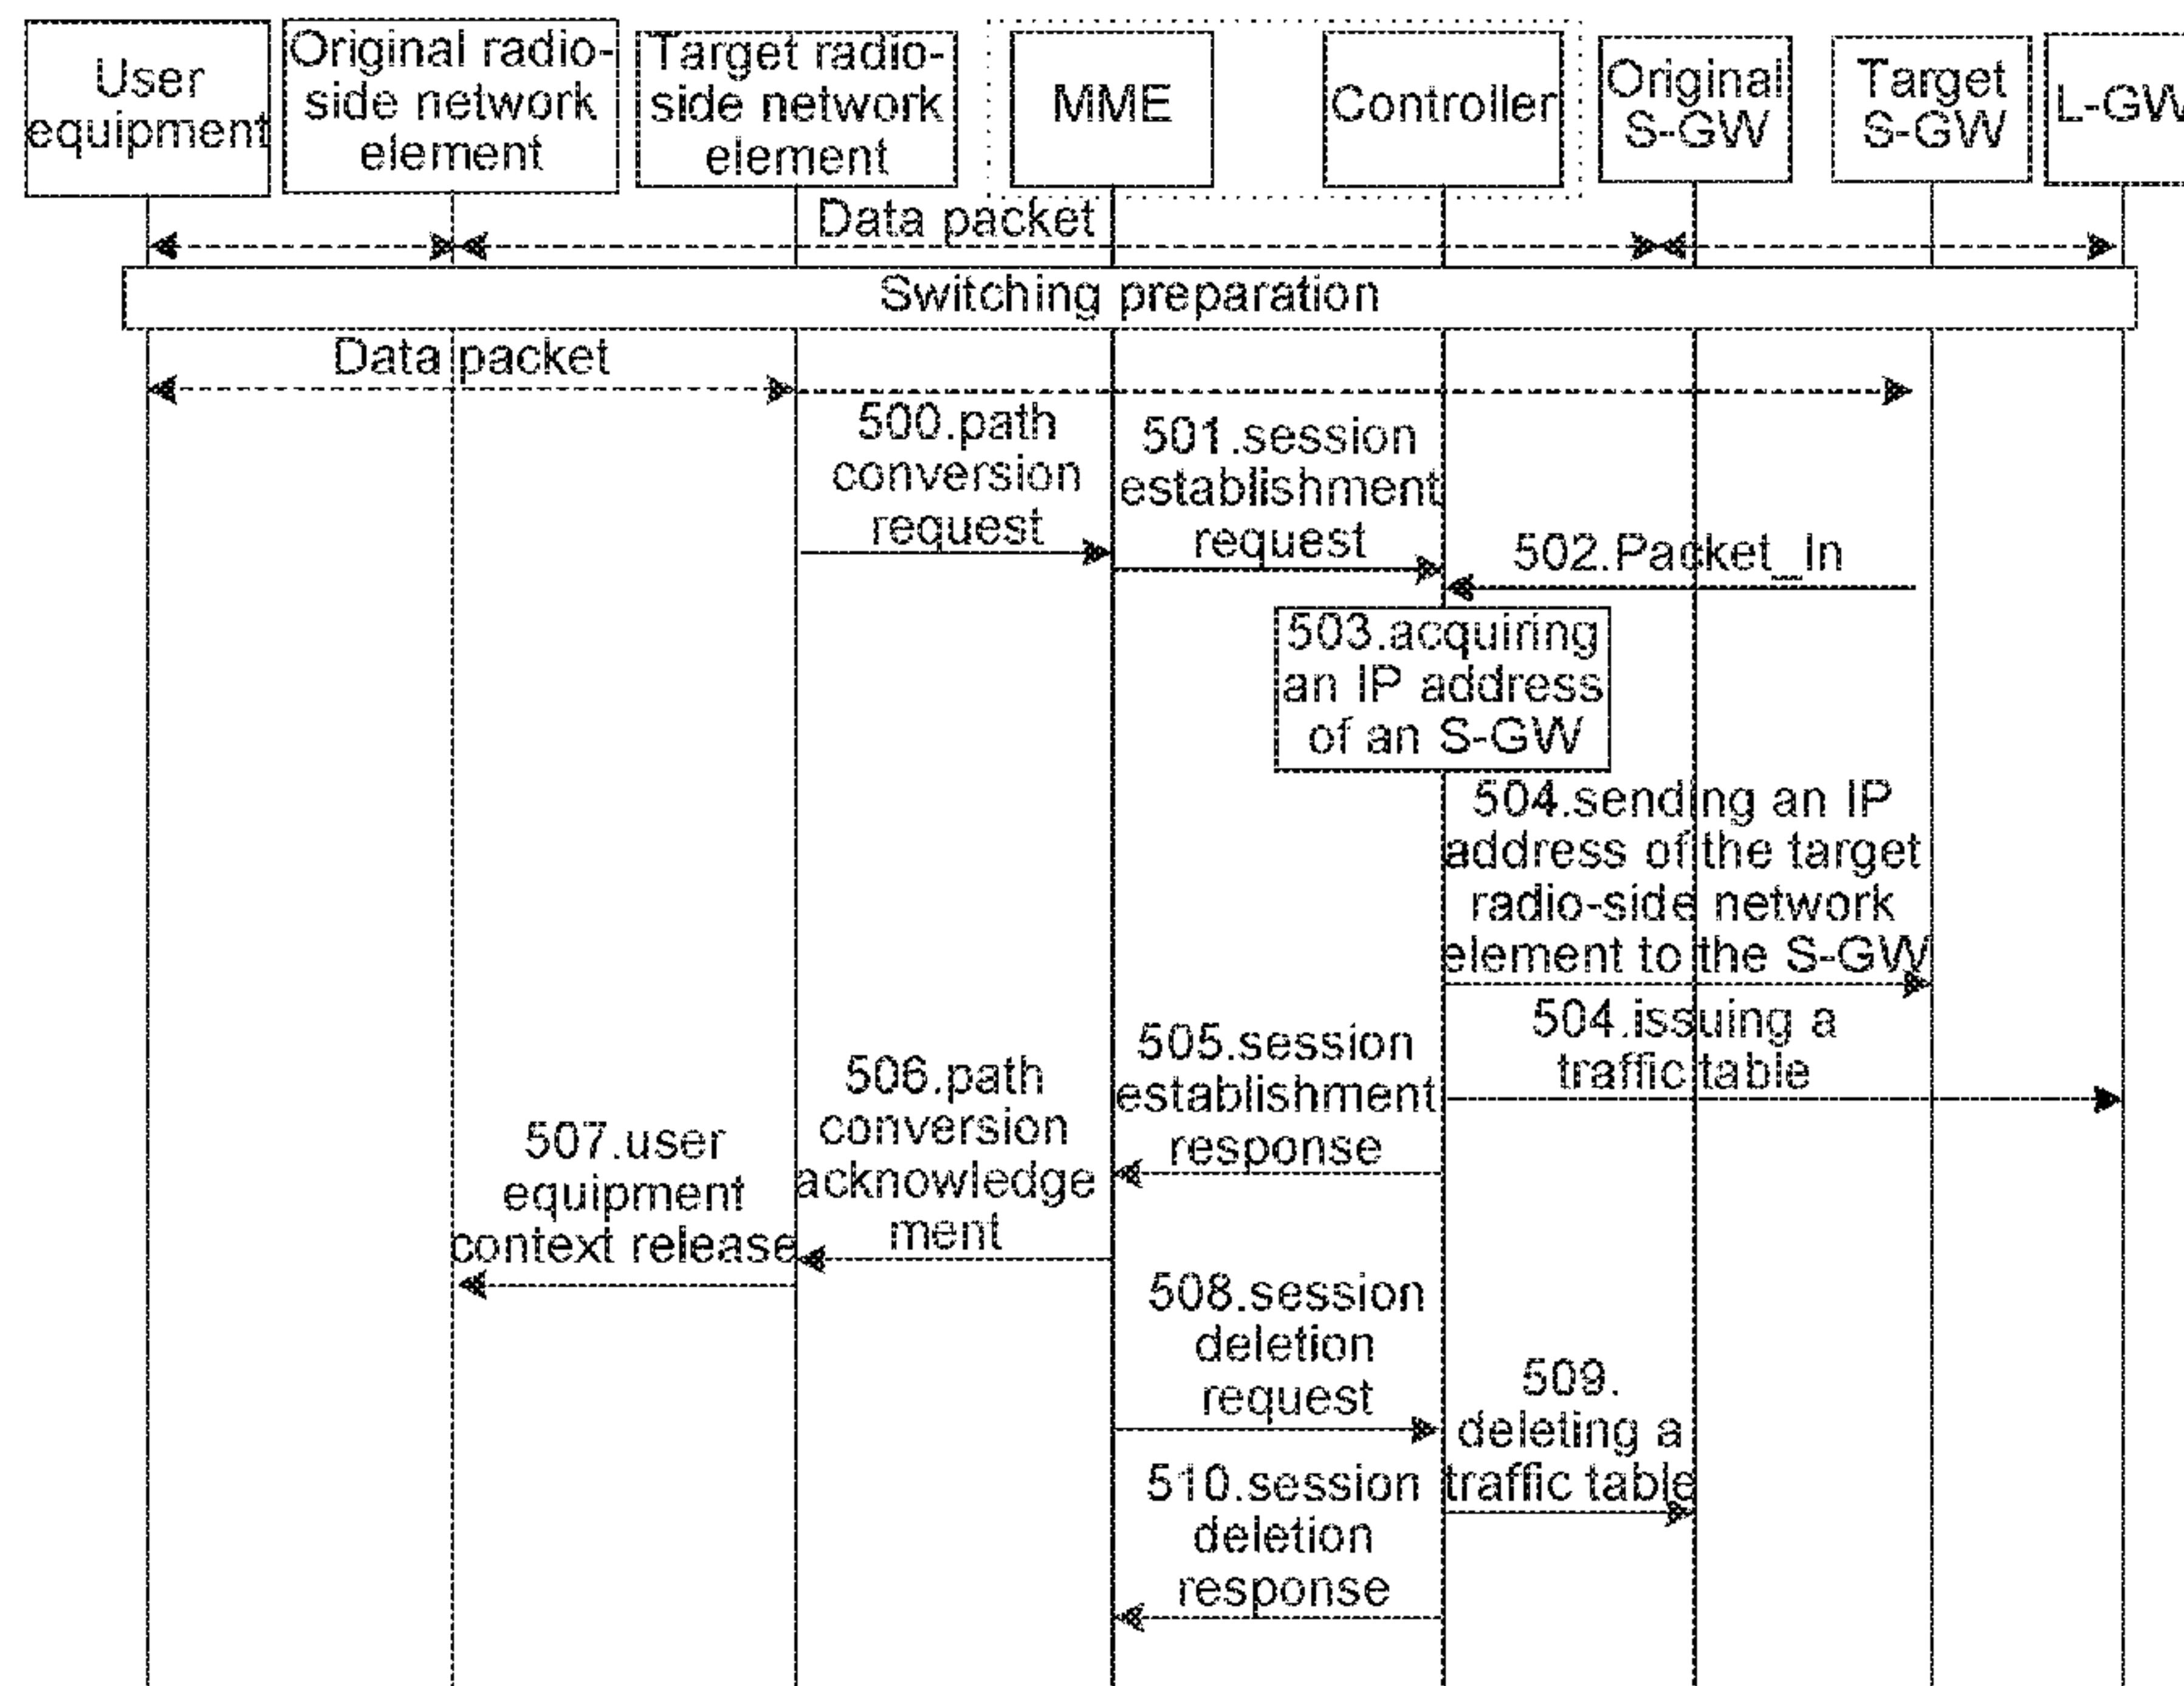 User
equipment
Original radio-
side network
element
Target radio-
side network
element
MME
Controller
Original
S-GW
Target
S-GW
L-GW
Data packet
Switching preparation
Data packet
500.path
conversion
request
501.session
establishment
request
502.Packet_In
503.acquiring
an IP address
of an S-GW
504.sending an IP
address of the target
radio-side network
element to the S-GW
504.issuing a
traffic table
505.session
establishment
response
506.path
conversion
acknowledge
ment
507.user
equipment
context release
508.session
deletion
request
509.
deleting a
traffic table
510.session
deletion
response